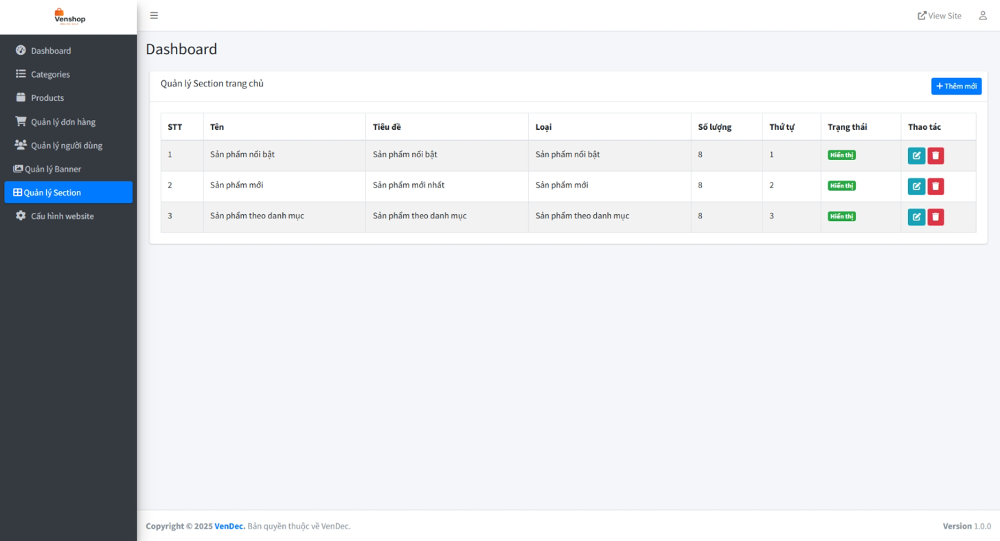 Venshop
View Site
Dashboard
Categories
Products
Quản lý đơn hàng
Quản lý người dùng
Quản lý Banner
Quản lý Section
Cấu hình website
Dashboard
Quản lý Section trang chủ
Thêm mới
STT Tên Tiêu đề Loại Số lượng Thứ tự Trạng thái Thao tác
1 Sản phẩm nổi bật Sản phẩm nổi bật Sản phẩm nổi bật 8 1 Hiển thị
2 Sản phẩm mới Sản phẩm mới nhất Sản phẩm mới 8 2 Hiển thị
3 Sản phẩm theo danh mục Sản phẩm theo danh mục Sản phẩm theo danh mục 8 3 Hiển thị
Copyright © 2025 VenDec. Bản quyền thuộc về VenDec.
Version 1.0.0